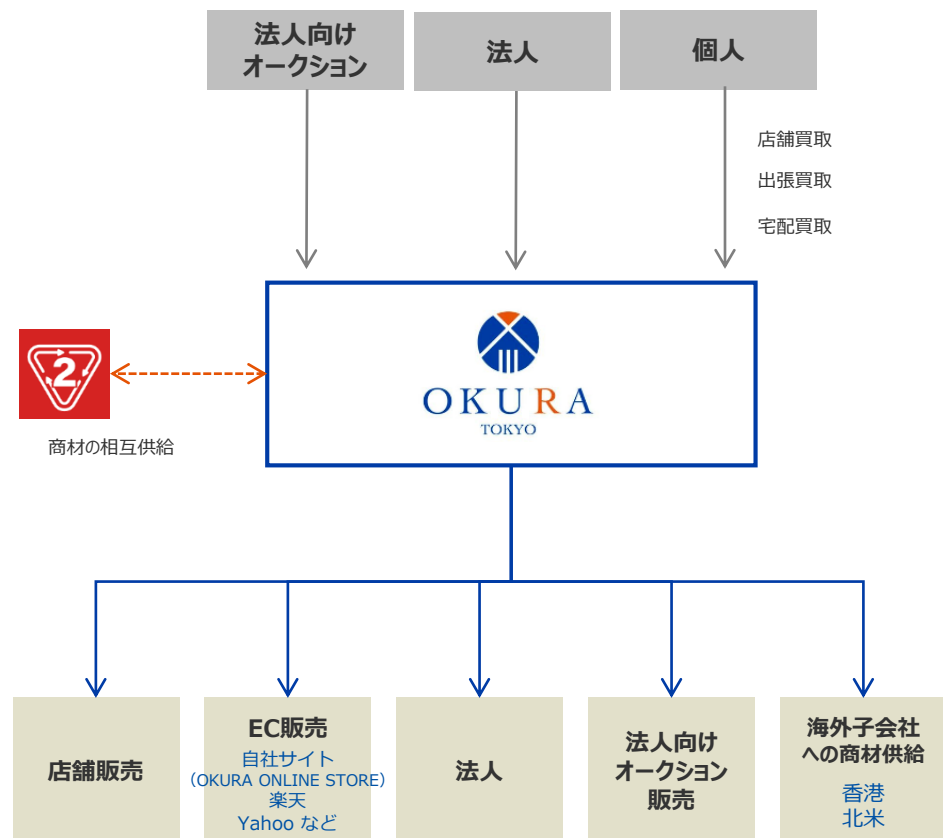 法人向け
オークション
法人
個人
店舗買取
出張買取
宅配買取
2
商材の相互供給
OKURA
TOKYO
店舗販売
EC販売
自社サイト
（OKURA ONLINE STORE）
楽天
Yahoo など
法人
法人向け
オークション
販売
海外子会社
への商材供給
香港
北米